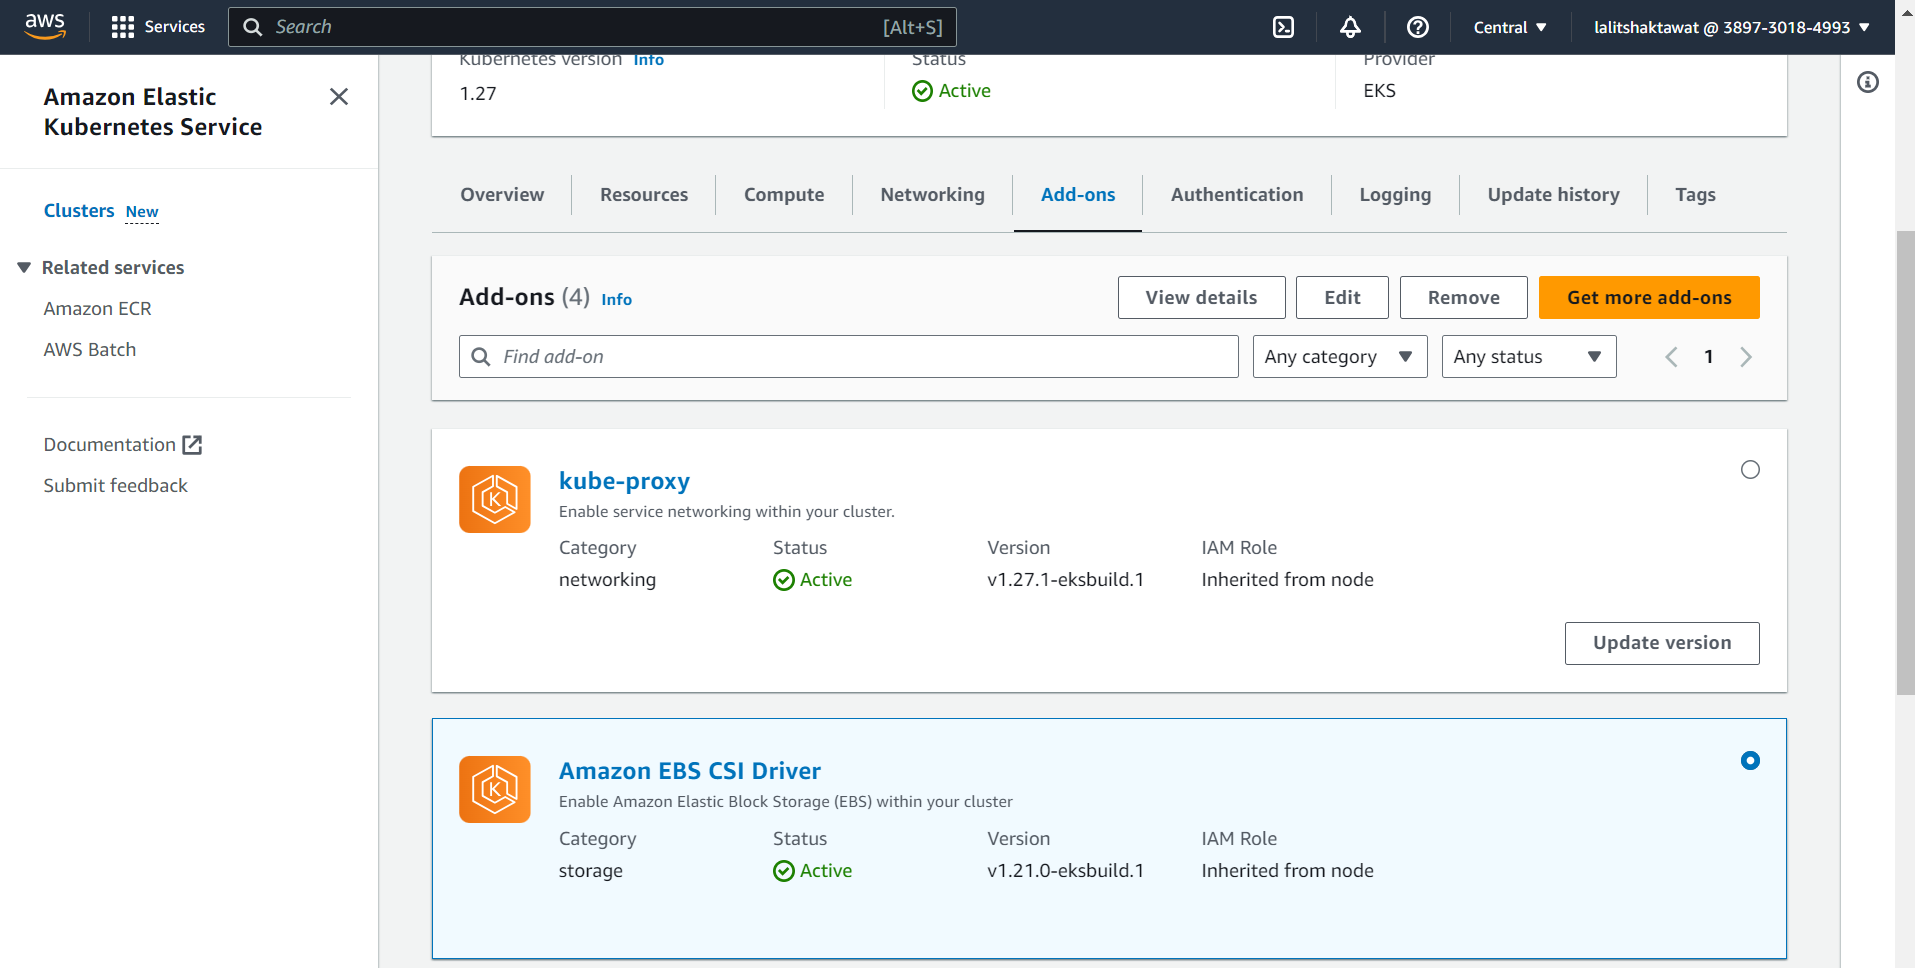 aws
Services
Search
[Alt+S]
Central
lalitshaktawat @ 3897-3018-4993
Amazon Elastic
Kubernetes Service
Clusters New
Related services
Amazon ECR
AWS Batch
Documentation
Submit feedback
Kubernetes version Info
1.27
Status
Active
Provider
EKS
Overview
Resources
Compute
Networking
Add-ons
Authentication
Logging
Update history
Tags
Add-ons (4) Info
View details
Edit
Remove
Get more add-ons
Find add-on
Any category
Any status
1
kube-proxy
Enable service networking within your cluster.
Category
networking
Status
Active
Version
v1.27.1-eksbuild.1
IAM Role
Inherited from node
Update version
Amazon EBS CSI Driver
Enable Amazon Elastic Block Storage (EBS) within your cluster
Category
storage
Status
Active
Version
v1.21.0-eksbuild.1
IAM Role
Inherited from node